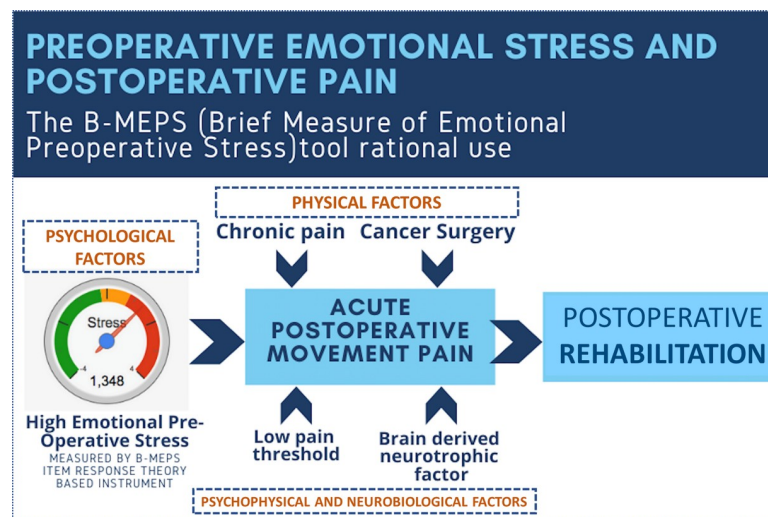 PREOPERATIVE EMOTIONAL STRESS AND
POSTOPERATIVE PAIN
The B-MEPS (Brief Measure of Emotional
Preoperative Stress)tool rational use
PHYSICAL FACTORS
Chronic pain
Cancer Surgery
PSYCHOLOGICAL
FACTORS
Stress
-4
4
1,348
High Emotional Pre-
Operative Stress
MEASURED BY B-MEPS
ITEM RESPONSE THEORY
BASED INSTRUMENT
ACUTE
POSTOPERATIVE
MOVEMENT PAIN
POSTOPERATIVE
REHABILITATION
Low pain
threshold
Brain derived
neurotrophic
factor
PSYCHOPHYSICAL AND NEUROBIOLOGICAL FACTORS